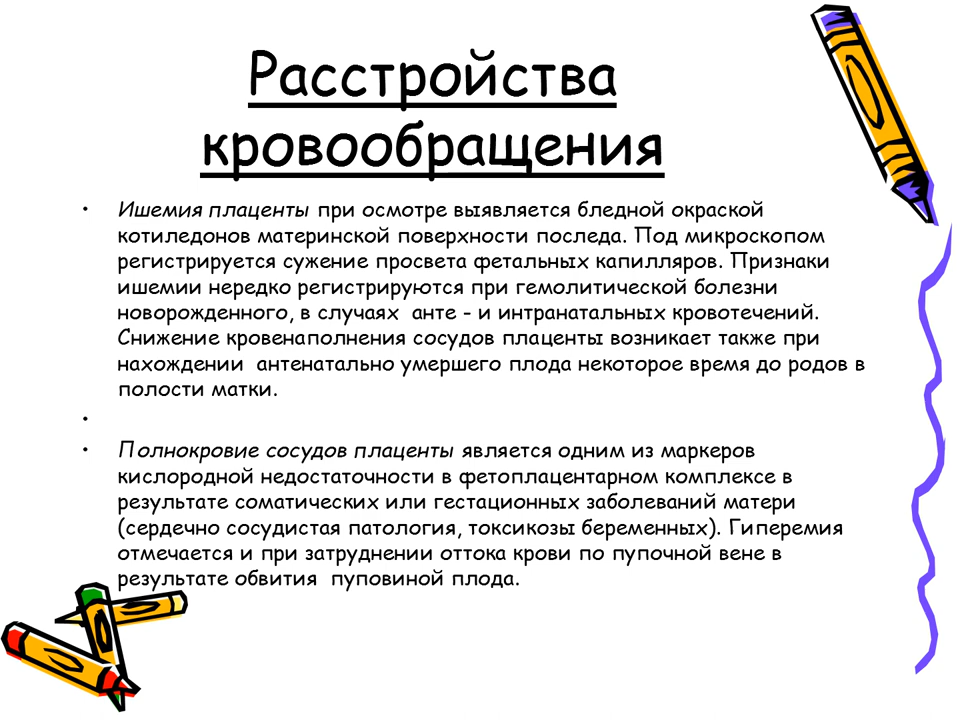 Расстройства
кровообращения
• Ишемия плаценты при осмотре выявляется бледной окраской
котиледонов материнской поверхности последа. Под микроскопом
регистрируется сужение просвета фетальных капилляров. Признаки
ишемии нередко регистрируются при гемолитической болезни
новорожденного, в случаях анте - и интранатальных кровотечений.
Снижение кровенаполнения сосудов плаценты возникает также при
нахождении антенатально умершего плода некоторое время до родов в
полости матки.
•
• Полнокровие сосудов плаценты является одним из маркеров
кислородной недостаточности в фетоплацентарном комплексе в
результате соматических или гестационных заболеваний матери
(сердечно сосудистая патология, токсикозы беременных). Гиперемия
отмечается и при затруднении оттока крови по пупочной вене в
результате обвития пуповиной плода.